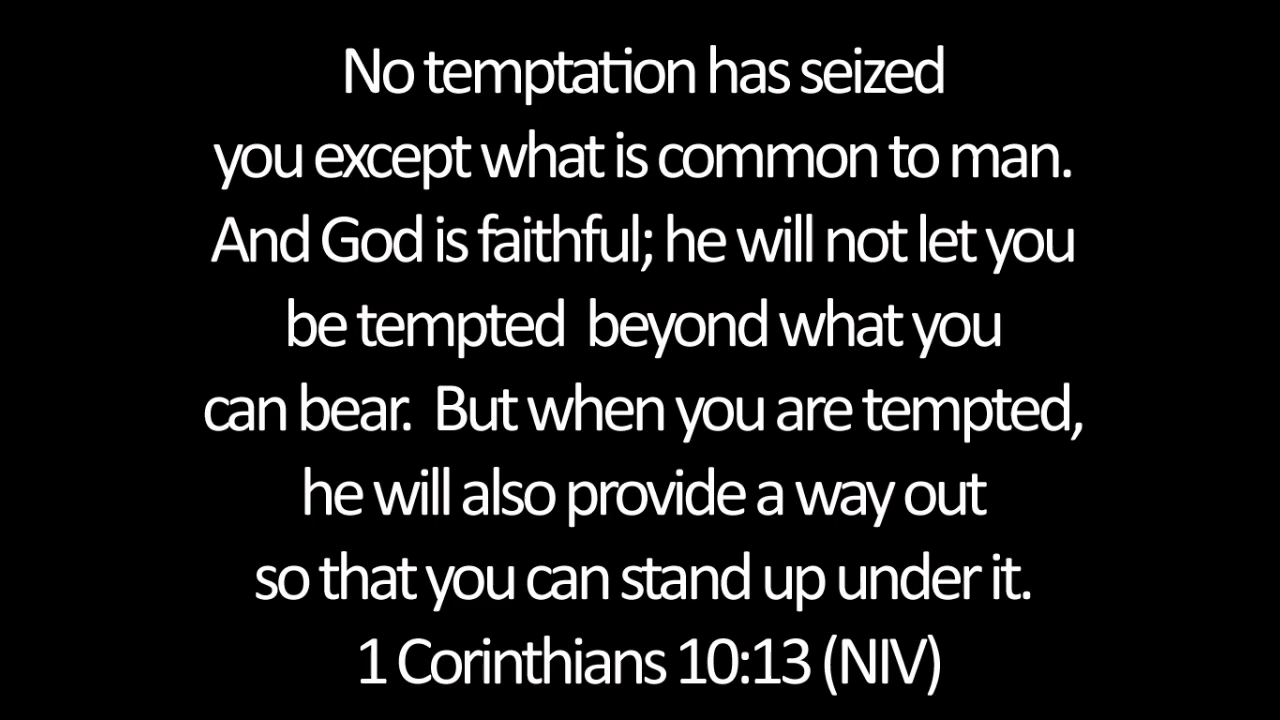 No temptation has seized
you except what is common to man.
And God is faithful; he will not let you
be tempted  beyond what you
can bear.  But when you are tempted,
he will also provide a way out
so that you can stand up under it.
1 Corinthians 10:13 (NIV)